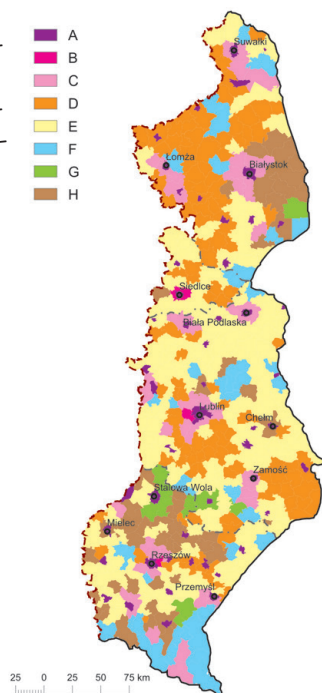 A
B
C
D
E
F
G
H
Suwałki
Łomża
Białystok
Siedlce
Biała Podlaska
Lublin
Chełm
Zamość
Stalowa Wola
Mielec
Rzeszów
Przemyśl
25 0 25 50 75 km